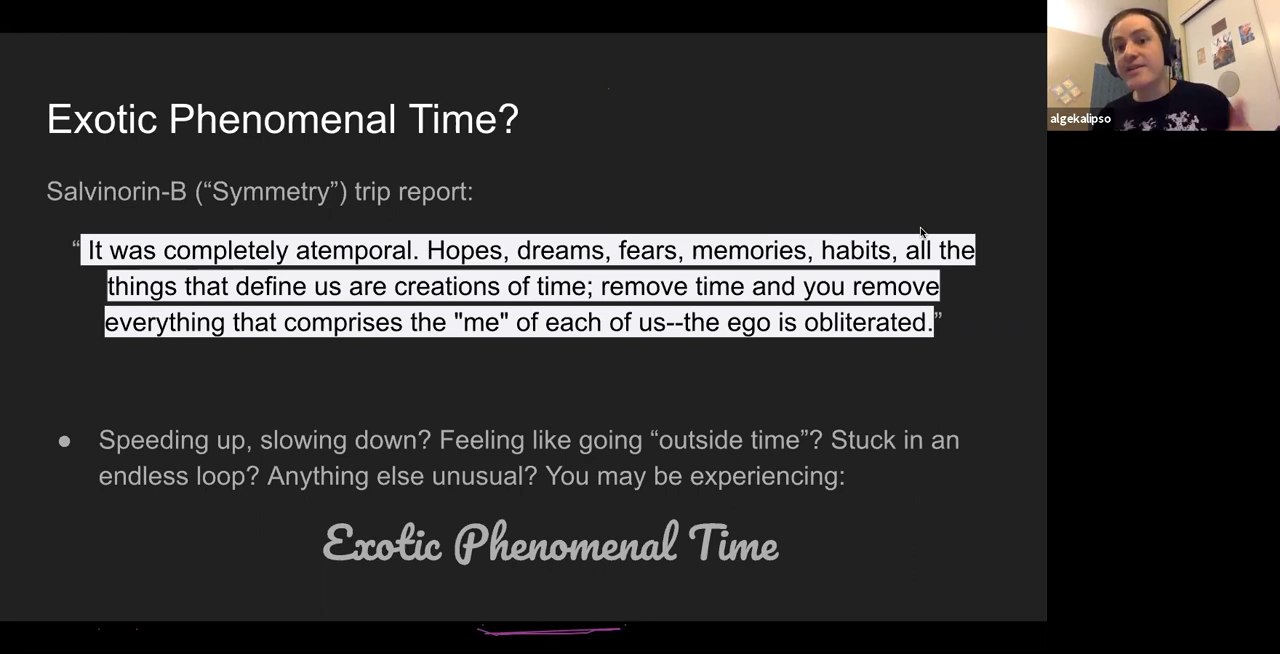 Exotic Phenomenal Time?
algekalipso
Salvinorin-B (“Symmetry”) trip report:
“ It was completely atemporal. Hopes, dreams, fears, memories, habits, all the
things that define us are creations of time; remove time and you remove
everything that comprises the "me" of each of us--the ego is obliterated.”
● Speeding up, slowing down? Feeling like going “outside time”? Stuck in an
endless loop? Anything else unusual? You may be experiencing:
Exotic Phenomenal Time